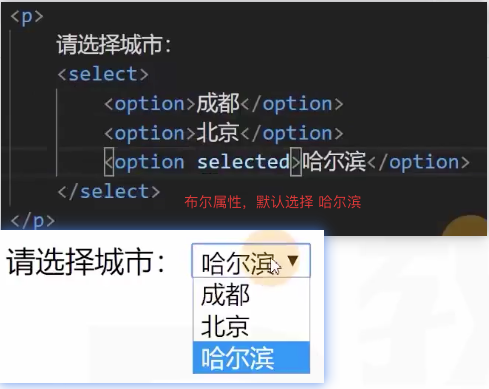 <p>
请选择城市：
<select>
<option>成都</option>
<option>北京</option>
<option selected>哈尔滨</option>
</select>
布尔属性，默认选择 哈尔滨
</p>
请选择城市：
哈尔滨
成都
北京
哈尔滨